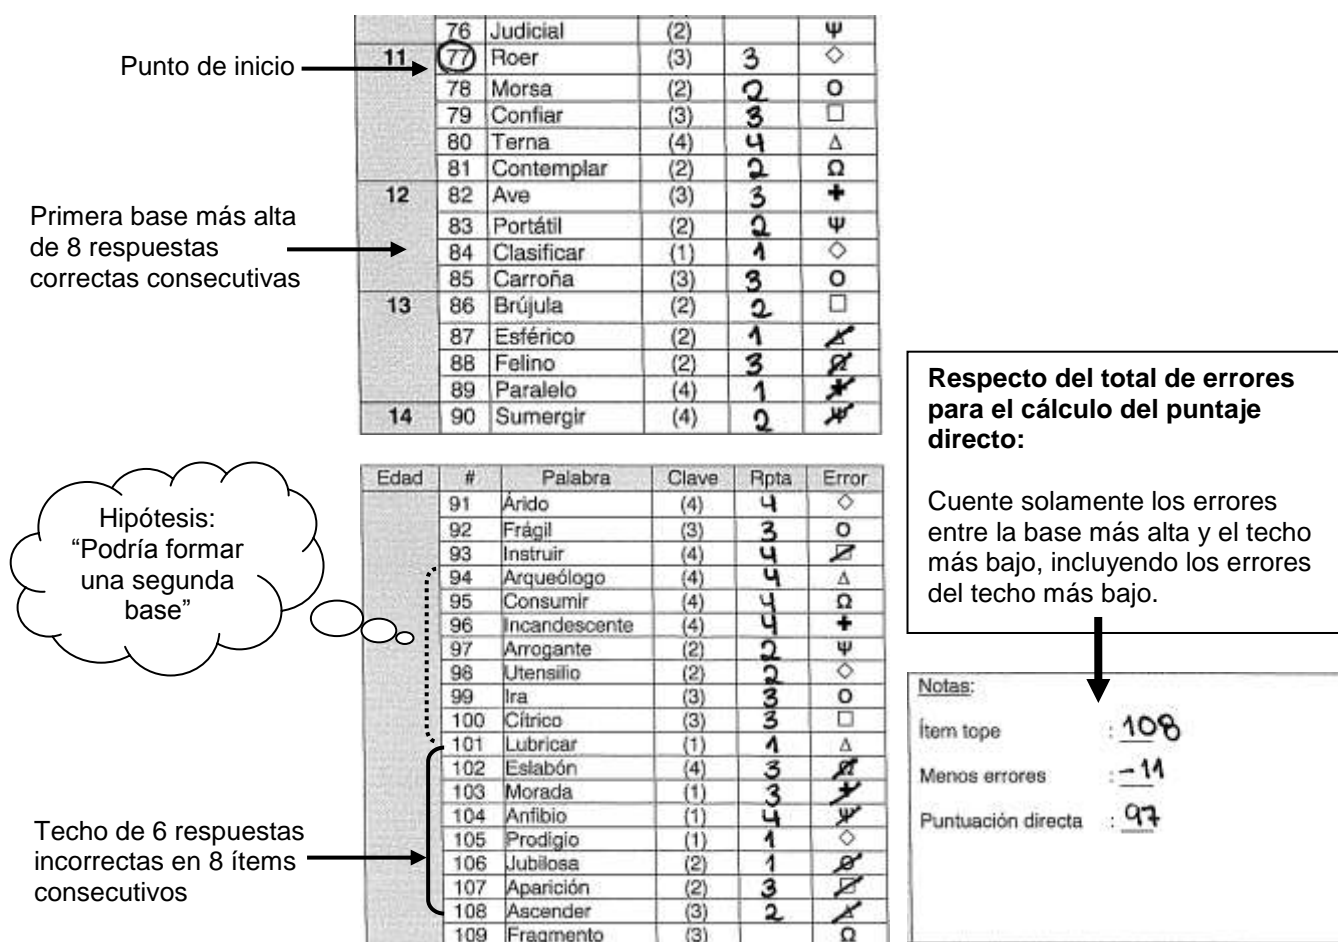 76 Judicial (2) Ψ
Punto de inicio
11 77 Roer (3) 3 ◇
78 Morsa (2) 2 O
79 Confiar (3) 3 □
80 Terna (4) 4 Δ
81 Contemplar (2) 2 Ω
12 82 Ave (3) 3 ✚
83 Portátil (2) 2 Ψ
84 Clasificar (1) 1 ◇
85 Carroña (3) 3 O
Primera base más alta
de 8 respuestas
correctas consecutivas
13 86 Brújula (2) 2 □
87 Esférico (2) 1 Δ
88 Felino (2) 3 Ω
89 Paralelo (4) 1 ✚
14 90 Sumergir (4) 2 Ψ
Respecto del total de errores
para el cálculo del puntaje
directo:
Cuente solamente los errores
entre la base más alta y el techo
más bajo, incluyendo los errores
del techo más bajo.
Edad # Palabra Clave Rpta Error
91 Árido (4) 4 ◇
92 Frágil (3) 3 O
93 Instruir (4) 4 □
94 Arqueólogo (4) 4 Δ
95 Consumir (4) 4 Ω
96 Incandescente (4) 4 ✚
97 Arrogante (2) 2 Ψ
98 Utensilio (2) 2 ◇
99 Ira (3) 3 O
100 Cítrico (3) 3 □
101 Lubricar (1) 1 Δ
102 Eslabón (4) 3 Ω
103 Morada (1) 3 ✚
104 Anfibio (1) 4 Ψ
105 Prodigio (1) 1 ◇
106 Jubilosa (2) 1 O
107 Aparición (2) 3 □
108 Ascender (3) 2 Δ
109 Fragmento (3) Ω
Hipótesis:
“Podría formar
una segunda
base”
Techo de 6 respuestas
incorrectas en 8 ítems
consecutivos
Notas:
Ítem tope : 108
Menos errores : -11
Puntuación directa : 97